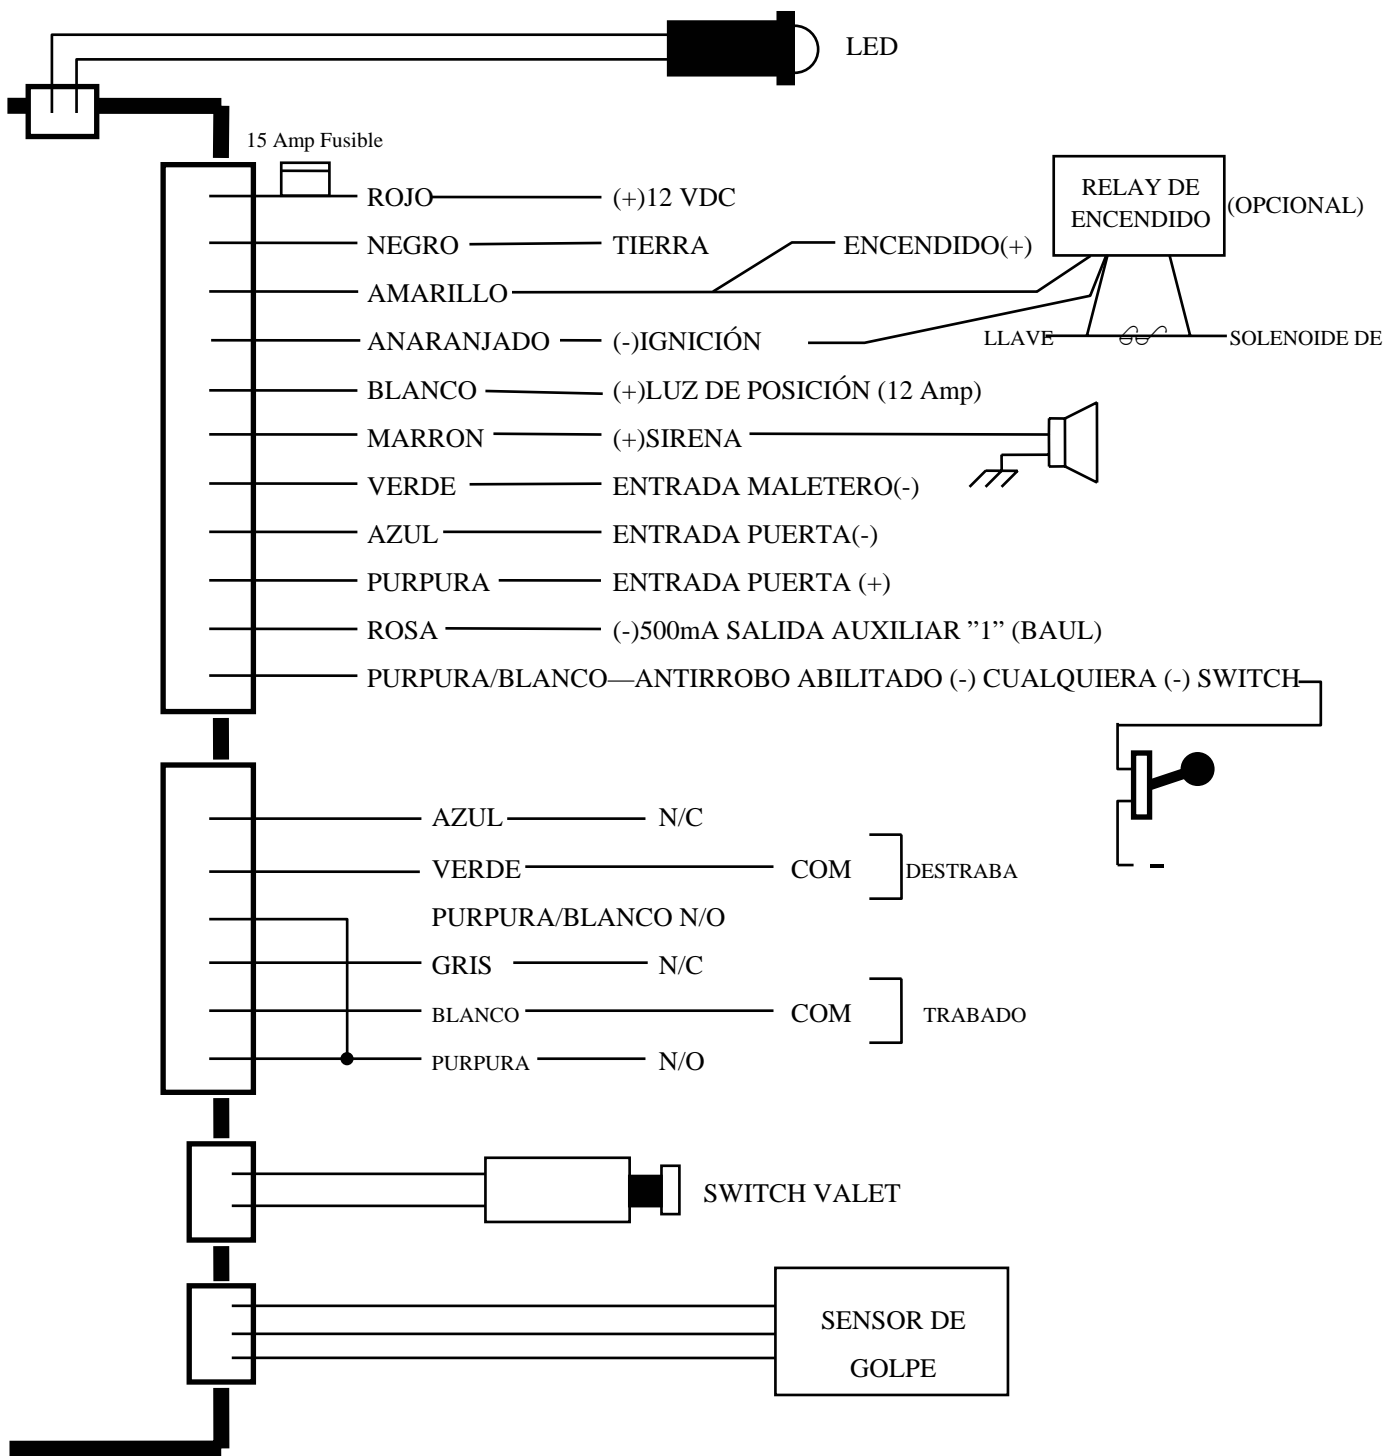 LED
15 Amp Fusible
ROJO (+)12 VDC
RELAY DE
ENCENDIDO
(OPCIONAL)
NEGRO TIERRA ENCENDIDO(+)
AMARILLO
ANARANJADO (-)IGNICIÓN
LLAVE SOLENOIDE DE
BLANCO (+)LUZ DE POSICIÓN (12 Amp)
MARRON (+)SIRENA
VERDE ENTRADA MALETERO(-)
AZUL ENTRADA PUERTA(-)
PURPURA ENTRADA PUERTA (+)
ROSA (-)500mA SALIDA AUXILIAR ”1” (BAUL)
PURPURA/BLANCO—ANTIRROBO ABILITADO (-) CUALQUIERA (-) SWITCH
AZUL N/C
VERDE COM DESTRABA
PURPURA/BLANCO N/O
GRIS N/C
BLANCO COM TRABADO
PURPURA N/O
SWITCH VALET
SENSOR DE
GOLPE